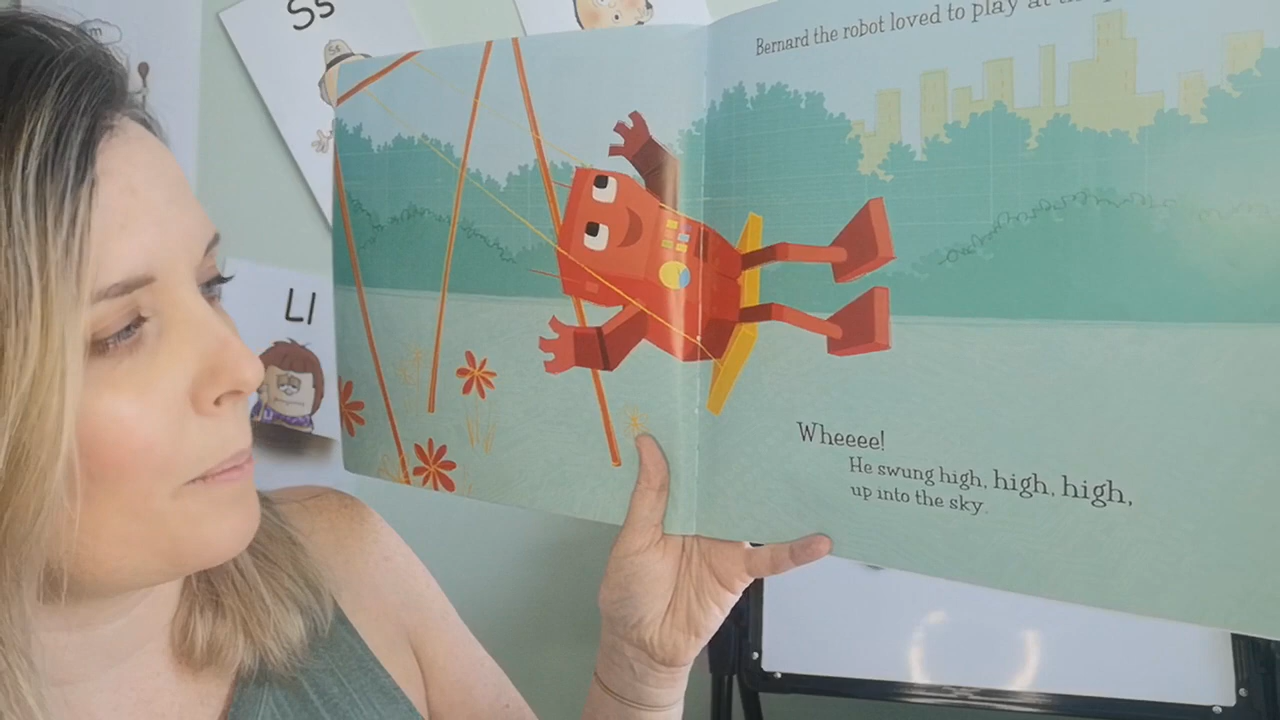 Ss
Ss
Bernard the robot loved to play at
Ll
Wheeee!
He swung high, high, high,
up into the sky.